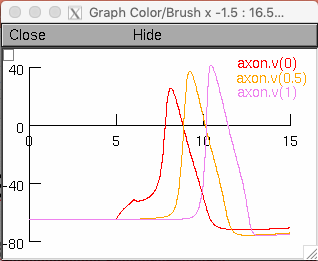 Graph Color/Brush x -1.5 : 16.5...
Close Hide
axon.v(0)
axon.v(0.5)
axon.v(1)
40
0
0 5 10 15
-40
-80